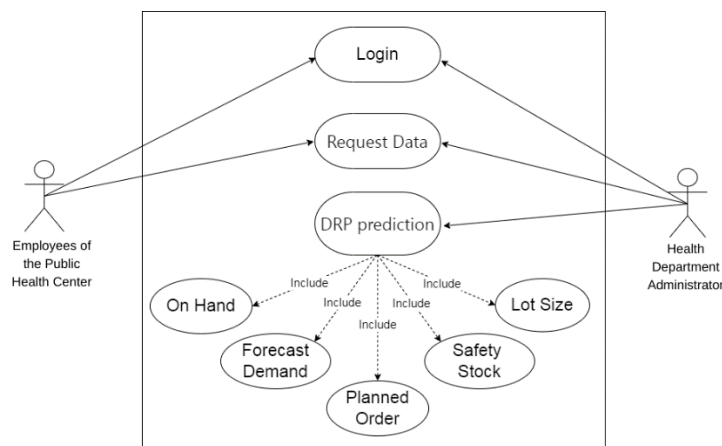 Login
Request Data
DRP prediction
Employees of
the Public
Health Center
Health
Department
Administrator
Include
Include
Include
Include
Include
On Hand
Lot Size
Forecast
Demand
Safety
Stock
Planned
Order